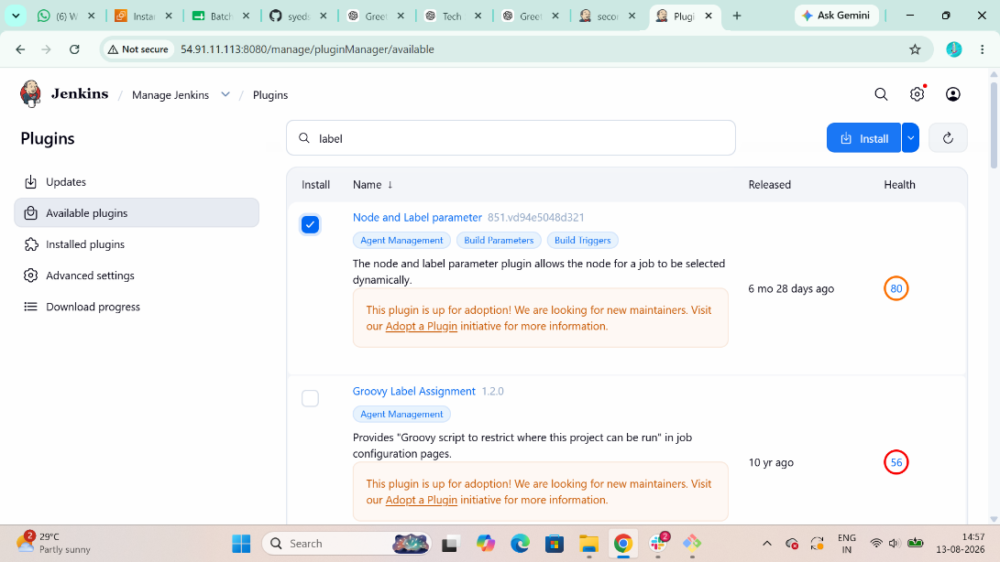 (6) W
Instar
Batch
syeds
Greet
Tech
Greet
secon
Plugi
Ask Gemini
Not secure
54.91.11.113:8080/manage/pluginManager/available
Jenkins / Manage Jenkins / Plugins
Plugins
label
Install
Updates
Available plugins
Installed plugins
Advanced settings
Download progress
Install Name ↓ Released Health
Node and Label parameter 851.vd94e5048d321
Agent Management Build Parameters Build Triggers
The node and label parameter plugin allows the node for a job to be selected
dynamically.
This plugin is up for adoption! We are looking for new maintainers. Visit
our Adopt a Plugin initiative for more information.
6 mo 28 days ago
80
Groovy Label Assignment 1.2.0
Agent Management
Provides "Groovy script to restrict where this project can be run" in job
configuration pages.
This plugin is up for adoption! We are looking for new maintainers. Visit
our Adopt a Plugin initiative for more information.
10 yr ago
56
2
29°C
Partly sunny
Search
2
ENG
IN
14:57
13-08-2026